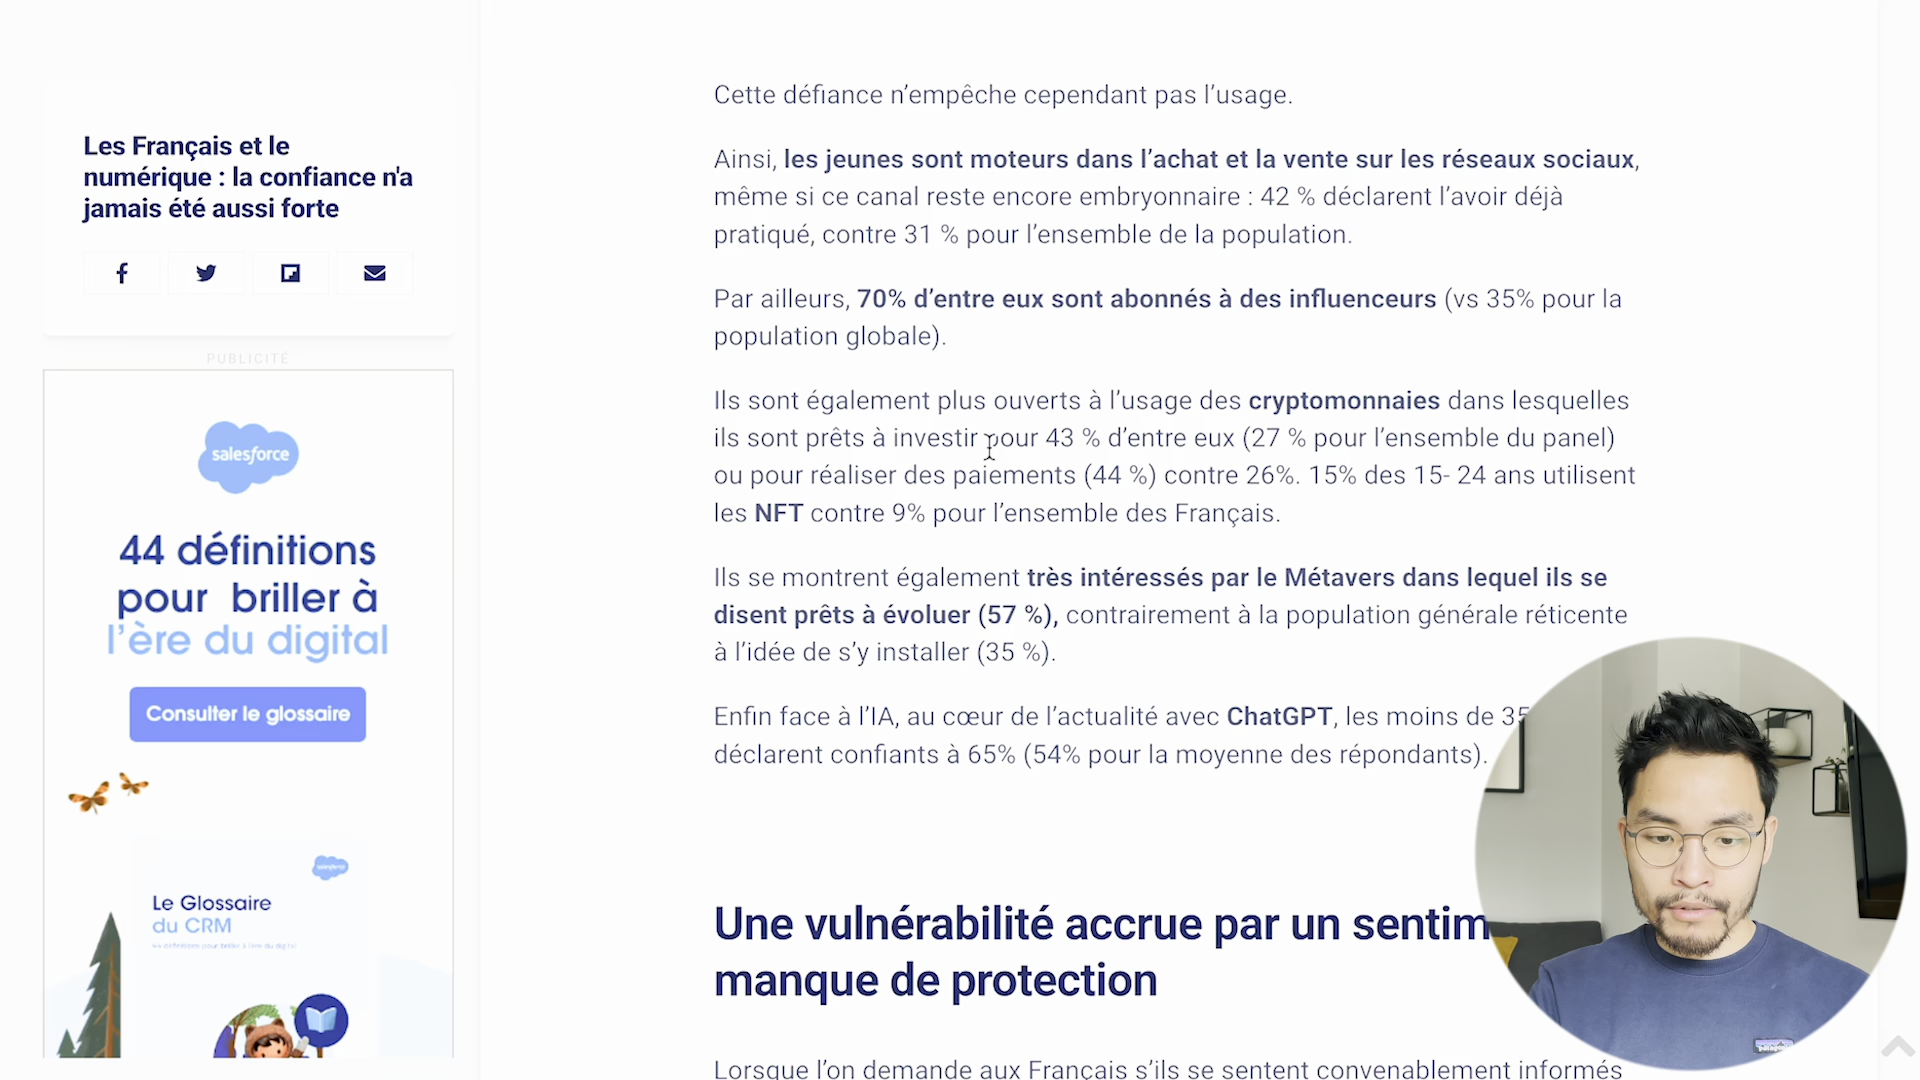 Les Français et le
numérique : la confiance n'a
jamais été aussi forte
PUBLICITÉ
salesforce
44 définitions
pour briller à
l'ère du digital
Consulter le glossaire
salesforce
Le Glossaire
du CRM
44 définitions pour briller à l'ère du digital
Cette défiance n’empêche cependant pas l’usage.
Ainsi, les jeunes sont moteurs dans l’achat et la vente sur les réseaux sociaux,
même si ce canal reste encore embryonnaire : 42 % déclarent l’avoir déjà
pratiqué, contre 31 % pour l’ensemble de la population.
Par ailleurs, 70% d’entre eux sont abonnés à des influenceurs (vs 35% pour la
population globale).
Ils sont également plus ouverts à l’usage des cryptomonnaies dans lesquelles
ils sont prêts à investir pour 43 % d’entre eux (27 % pour l’ensemble du panel)
ou pour réaliser des paiements (44 %) contre 26%. 15% des 15- 24 ans utilisent
les NFT contre 9% pour l’ensemble des Français.
Ils se montrent également très intéressés par le Métavers dans lequel ils se
disent prêts à évoluer (57 %), contrairement à la population générale réticente
à l’idée de s’y installer (35 %).
Enfin face à l’IA, au cœur de l’actualité avec ChatGPT, les moins de 35
déclarent confiants à 65% (54% pour la moyenne des répondants).
Une vulnérabilité accrue par un sentim
manque de protection
Lorsque l’on demande aux Français s’ils se sentent convenablement informés